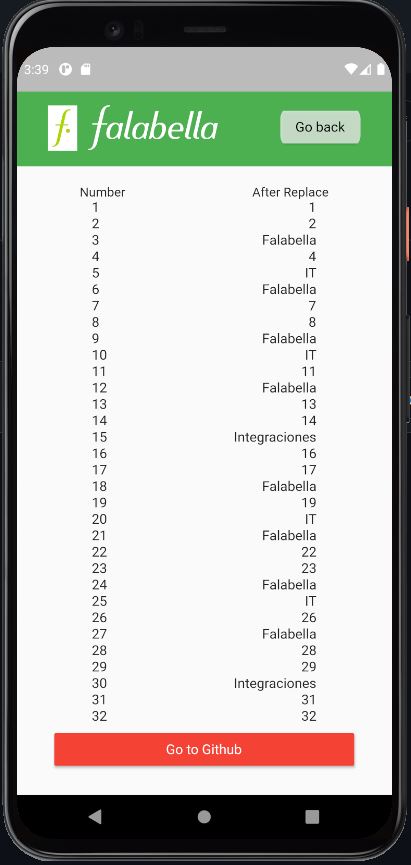 3:39
falabella
Go back
Number After Replace
1 1
2 2
3 Falabella
4 4
5 IT
6 Falabella
7 7
8 8
9 Falabella
10 IT
11 11
12 Falabella
13 13
14 14
15 Integraciones
16 16
17 17
18 Falabella
19 19
20 IT
21 Falabella
22 22
23 23
24 Falabella
25 IT
26 26
27 Falabella
28 28
29 29
30 Integraciones
31 31
32 32
Go to Github